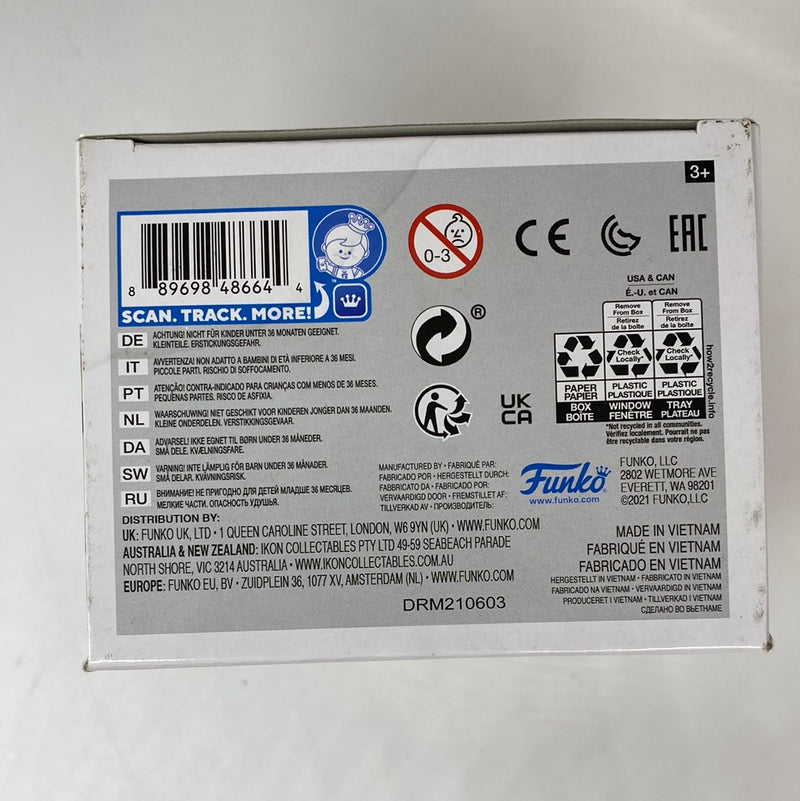 3+
8 89698 48664 4
SCAN. TRACK. MORE!
™
0-3
CE
EAC
®
UK
CA
USA & CAN
É.-U. et CAN
Remove From Box
Retirez de la boîte
Remove From Box
Retirez de la boîte
Check Locally*
Check Locally*
PAPER
PAPIER
BOX
BOÎTE
PLASTIC
PLASTIQUE
WINDOW
FENÊTRE
PLASTIC
PLASTIQUE
TRAY
PLATEAU
how2recycle.info
*Not recycled in all communities.
Vérifiez localement. Pourrait ne pas
être recyclable dans votre région.
DE ACHTUNG! NICHT FÜR KINDER UNTER 36 MONATEN GEEIGNET.
KLEINTEILE. ERSTICKUNGSGEFAHR.
IT AVVERTENZA! NON ADATTO A BAMBINI DI ETÀ INFERIORE A 36 MESI.
PICCOLE PARTI. RISCHIO DI SOFFOCAMENTO.
PT ATENÇÃO! CONTRA-INDICADO PARA CRIANÇAS COM MENOS DE 36 MESES.
PEQUENAS PARTES. RISCO DE ASFIXIA.
NL WAARSCHUWING! NIET GESCHIKT VOOR KINDEREN JONGER DAN 36 MAANDEN.
KLEINE ONDERDELEN. VERSTIKKINGSGEVAAR.
DA ADVARSEL! IKKE EGNET TIL BØRN UNDER 36 MÅNEDER.
SMÅ DELE. KVÆLNINGSFARE.
SW VARNING! INTE LÄMPLIG FÖR BARN UNDER 36 MÅNADER.
SMÅ DELAR. KVÄVNINGSRISK.
RU ВНИМАНИЕ! НЕ ПРИГОДНО ДЛЯ ДЕТЕЙ МЛАДШЕ 36 МЕСЯЦЕВ.
МЕЛКИЕ ЧАСТИ. ОПАСНОСТЬ УДУШЬЯ.
MANUFACTURED BY • FABRIQUÉ PAR:
FABRICADO POR • HERGESTELLT DURCH:
FABBRICATO DA • FABRICADO POR:
VERVAARDIGD DOOR • FREMSTILLET AF:
TILLVERKAD AV • ПРОИЗВОДИТЕЛЬ:
Funko
www.funko.com
FUNKO, LLC
2802 WETMORE AVE
EVERETT, WA 98201
©2021 FUNKO,LLC
DISTRIBUTION BY:
UK: FUNKO UK, LTD • 1 QUEEN CAROLINE STREET, LONDON, W6 9YN (UK) • WWW.FUNKO.COM
AUSTRALIA & NEW ZEALAND: IKON COLLECTABLES PTY LTD 49-59 SEABEACH PARADE
NORTH SHORE, VIC 3214 AUSTRALIA • WWW.IKONCOLLECTABLES.COM.AU
EUROPE: FUNKO EU, BV • ZUIDPLEIN 36, 1077 XV, AMSTERDAM (NL) • WWW.FUNKO.COM
DRM210603
MADE IN VIETNAM
FABRIQUÉ EN VIETNAM
FABRICADO EN VIETNAM
HERGESTELLT IN VIETNAM • FABBRICATO IN VIETNAM
FABRICADO NA VIETNAM • VERVAARDIGD IN VIETNAM
PRODUCERET I VIETNAM • TILLVERKAD I VIETNAM
СДЕЛАНО ВО ВЬЕТНАМЕ